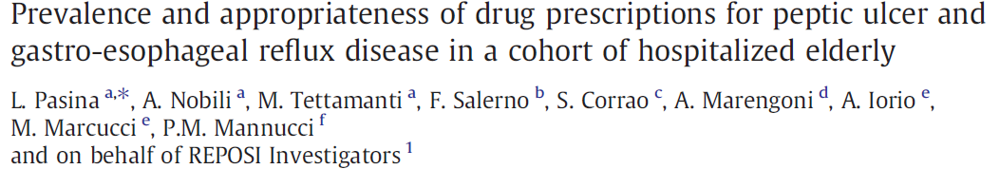 Prevalence and appropriateness of drug prescriptions for peptic ulcer and
gastro-esophageal reflux disease in a cohort of hospitalized elderly
L. Pasina a,*, A. Nobili a, M. Tettamanti a, F. Salerno b, S. Corrao c, A. Marengoni d, A. Iorio e,
M. Marcucci e, P.M. Mannucci f
and on behalf of REPOSI Investigators 1